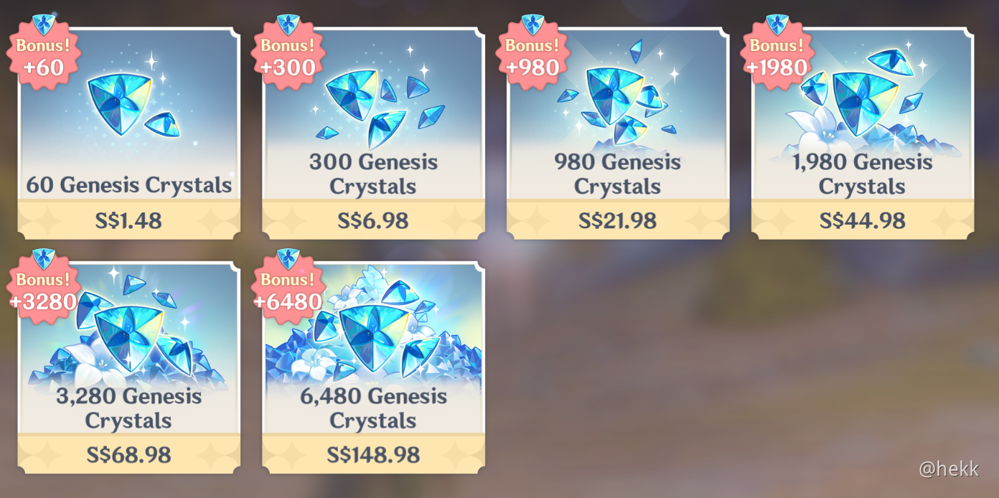 Bonus!
+60
60 Genesis Crystals
S$1.48
Bonus!
+300
300 Genesis
Crystals
S$6.98
Bonus!
+980
980 Genesis
Crystals
S$21.98
Bonus!
+1980
1,980 Genesis
Crystals
S$44.98
Bonus!
+3280
3,280 Genesis
Crystals
S$68.98
Bonus!
+6480
6,480 Genesis
Crystals
S$148.98
@hekk